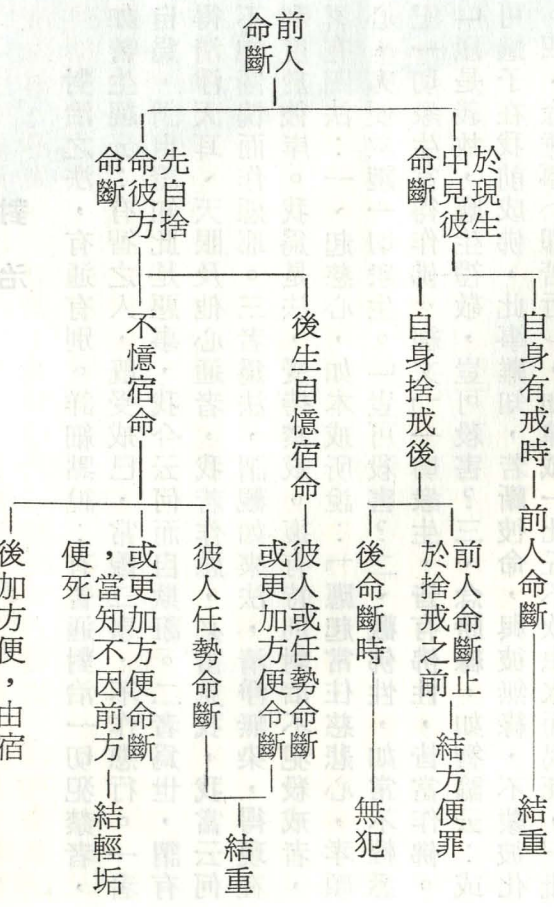 前人
命斷
於現生
中見彼
命斷
自身有戒時
前人命斷
結重
自身捨戒後
前人命斷止
於捨戒之前
結方便罪
後命斷時
無犯
先自捨
命彼方
命斷
後生自憶宿命
彼人或任勢命斷
或更加方便令斷
結重
不憶宿命
彼人任勢命斷
或更加方便命斷
,當知不因前方
便死
結輕垢
後加方便,由宿